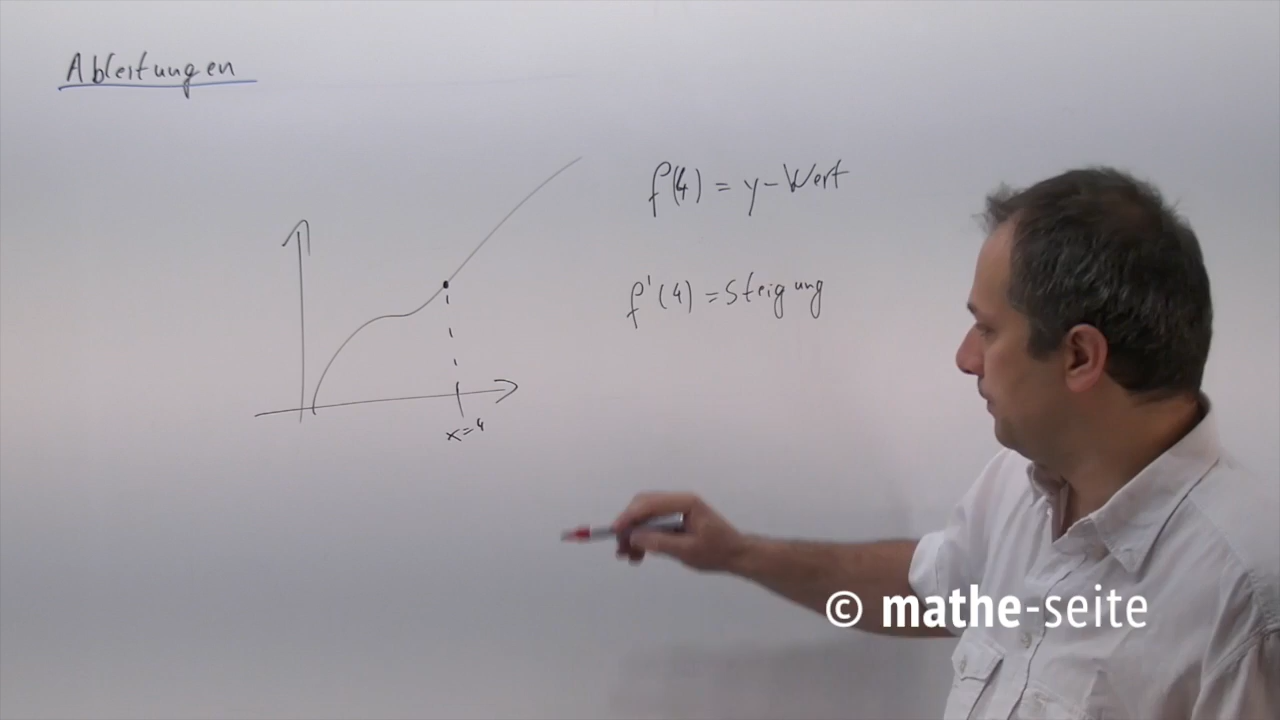 Ableitungen
f(4) = y-Wert
f'(4) = Steigung
x=4
© mathe-seite